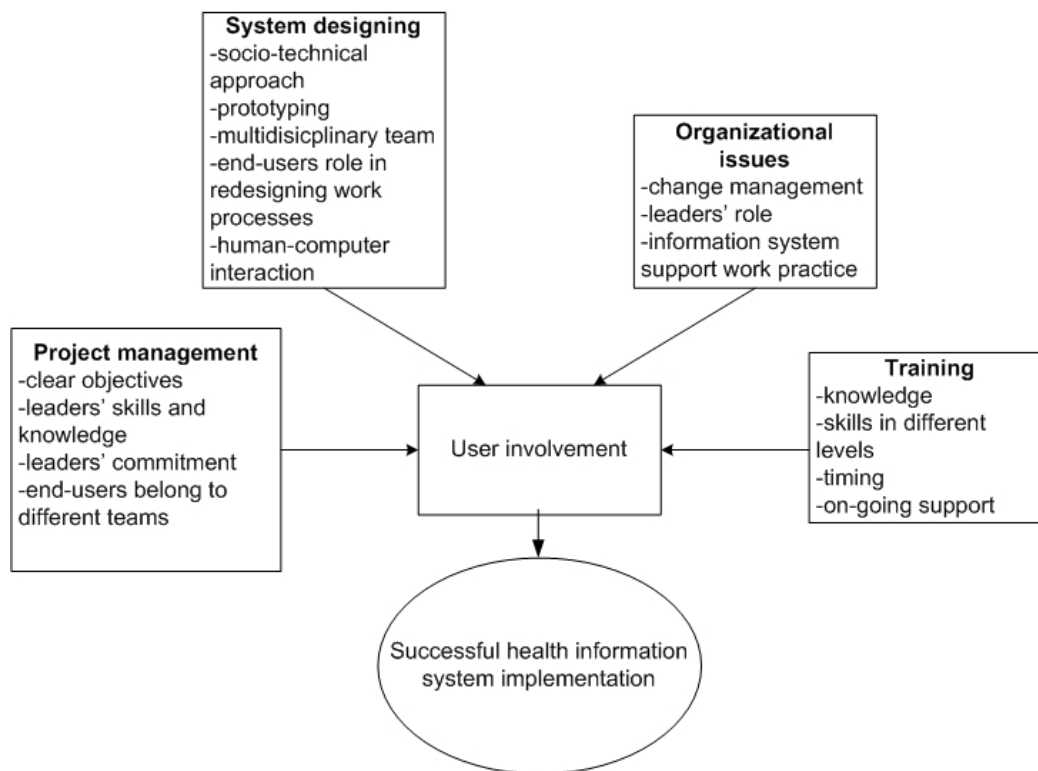 System designing
-socio-technical
approach
-prototyping
-multidisicplinary team
-end-users role in
redesigning work
processes
-human-computer
interaction
Organizational
issues
-change management
-leaders’ role
-information system
support work practice
Project management
-clear objectives
-leaders’ skills and
knowledge
-leaders’ commitment
-end-users belong to
different teams
User involvement
Training
-knowledge
-skills in different
levels
-timing
-on-going support
Successful health information
system implementation